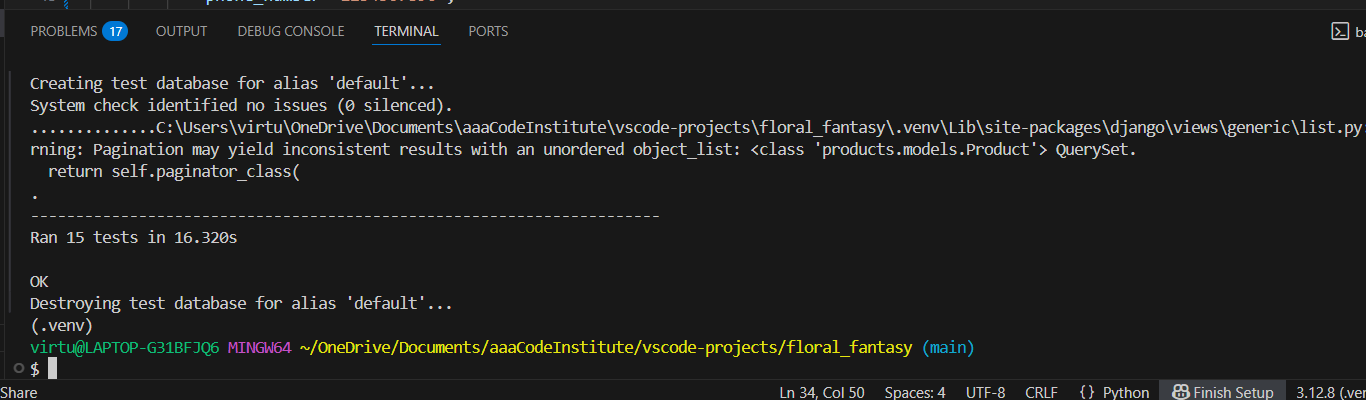 PROBLEMS 17 OUTPUT DEBUG CONSOLE TERMINAL PORTS
Creating test database for alias 'default'...
System check identified no issues (0 silenced).
..............C:\Users\virtu\OneDrive\Documents\aaaCodeInstitute\vscode-projects\floral_fantasy\.venv\Lib\site-packages\django\views\generic\list.py
rning: Pagination may yield inconsistent results with an unordered object_list: <class 'products.models.Product'> QuerySet.
return self.paginator_class(
.
----------------------------------------------------------------------
Ran 15 tests in 16.320s
OK
Destroying test database for alias 'default'...
(.venv)
virtu@LAPTOP-G31BFJQ6 MINGW64 ~/OneDrive/Documents/aaaCodeInstitute/vscode-projects/floral_fantasy (main)
$
Share Ln 34, Col 50 Spaces: 4 UTF-8 CRLF {} Python Finish Setup 3.12.8 (.ve